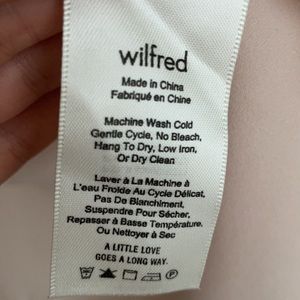 wilfred
Made in China
Fabriqué en Chine
Machine Wash Cold
Gentle Cycle, No Bleach,
Hang To Dry, Low Iron,
Or Dry Clean
Laver à La Machine à
L'eau Froide Au Cycle Délicat,
Pas De Blanchiment,
Suspendre Pour Sécher,
Repasser à Basse Température,
Ou Nettoyer à Sec
A LITTLE LOVE
GOES A LONG WAY.